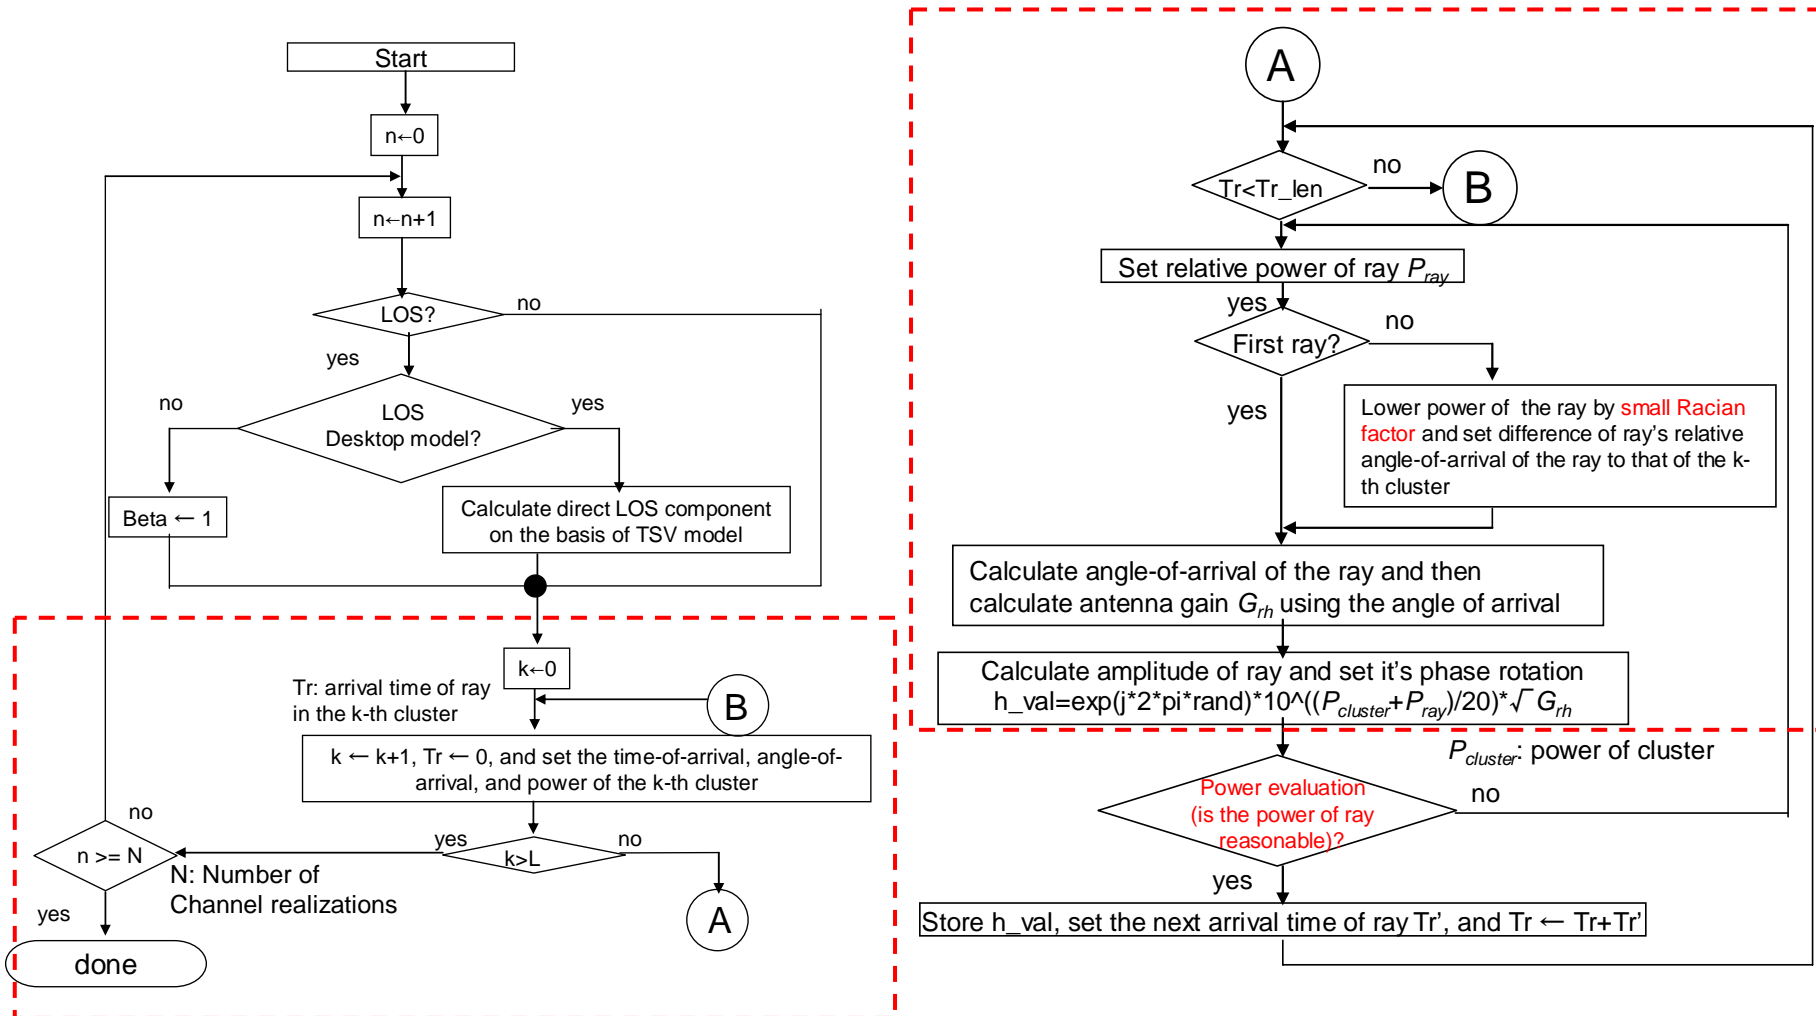 Start
n←0
n←n+1
LOS?
no
yes
LOS
Desktop model?
no
yes
Beta ← 1
Calculate direct LOS component
on the basis of TSV model
k←0
Tr: arrival time of ray
in the k-th cluster
B
k ← k+1, Tr ← 0, and set the time-of-arrival, angle-of-
arrival, and power of the k-th cluster
k>L
yes
no
A
n >= N
no
yes
N: Number of
Channel realizations
done
A
Tr<Tr_len
no
B
Set relative power of ray P_ray
yes
First ray?
no
yes
Lower power of the ray by small Racian
factor and set difference of ray's relative
angle-of-arrival of the ray to that of the k-
th cluster
Calculate angle-of-arrival of the ray and then
calculate antenna gain G_rh using the angle of arrival
Calculate amplitude of ray and set it's phase rotation
h_val=exp(j*2*pi*rand)*10^((P_cluster+P_ray)/20)*√ G_rh
P_cluster: power of cluster
Power evaluation
(is the power of ray
reasonable)?
no
yes
Store h_val, set the next arrival time of ray Tr', and Tr ← Tr+Tr'